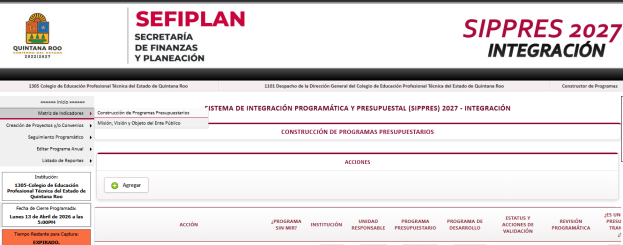 SEFIPLAN
SECRETARÍA
DE FINANZAS
Y PLANEACIÓN
QUINTANA ROO
2022|2027
SIPPRES 2027
INTEGRACIÓN
1305 Colegio de Educación Profesional Técnica del Estado de Quintana Roo
1101 Despacho de la Dirección General del Colegio de Educación Profesional Técnica del Estado de Quintana Roo
Constructor de Programas
====== Inicio ======
Matriz de Indicadores
Creación de Proyectos y/o Convenios
Seguimiento Programático
Editar Programa Anual
Listado de Reportes
Construcción de Programas Presupuestarios
Misión, Visión y Objeto del Ente Público
SISTEMA DE INTEGRACIÓN PROGRAMÁTICA Y PRESUPUESTAL (SIPPRES) 2027 - INTEGRACIÓN
CONSTRUCCIÓN DE PROGRAMAS PRESUPUESTARIOS
ACCIONES
Agregar
Institución:
1305-Colegio de Educación
Profesional Técnica del Estado de
Quintana Roo
Fecha de Cierre Programada:
Lunes 13 de Abril de 2026 a las
5:00PM
Tiempo Restante para Captura:
EXPIRADO.
ACCIÓN
¿PROGRAMA
SIN MIR?
INSTITUCIÓN
UNIDAD
RESPONSABLE
PROGRAMA
PRESUPUESTARIO
PROGRAMA DE
DESARROLLO
ESTATUS Y
ACCIONES DE
VALIDACIÓN
REVISIÓN
PROGRAMÁTICA
¿ES UN
PRESU
TRAN